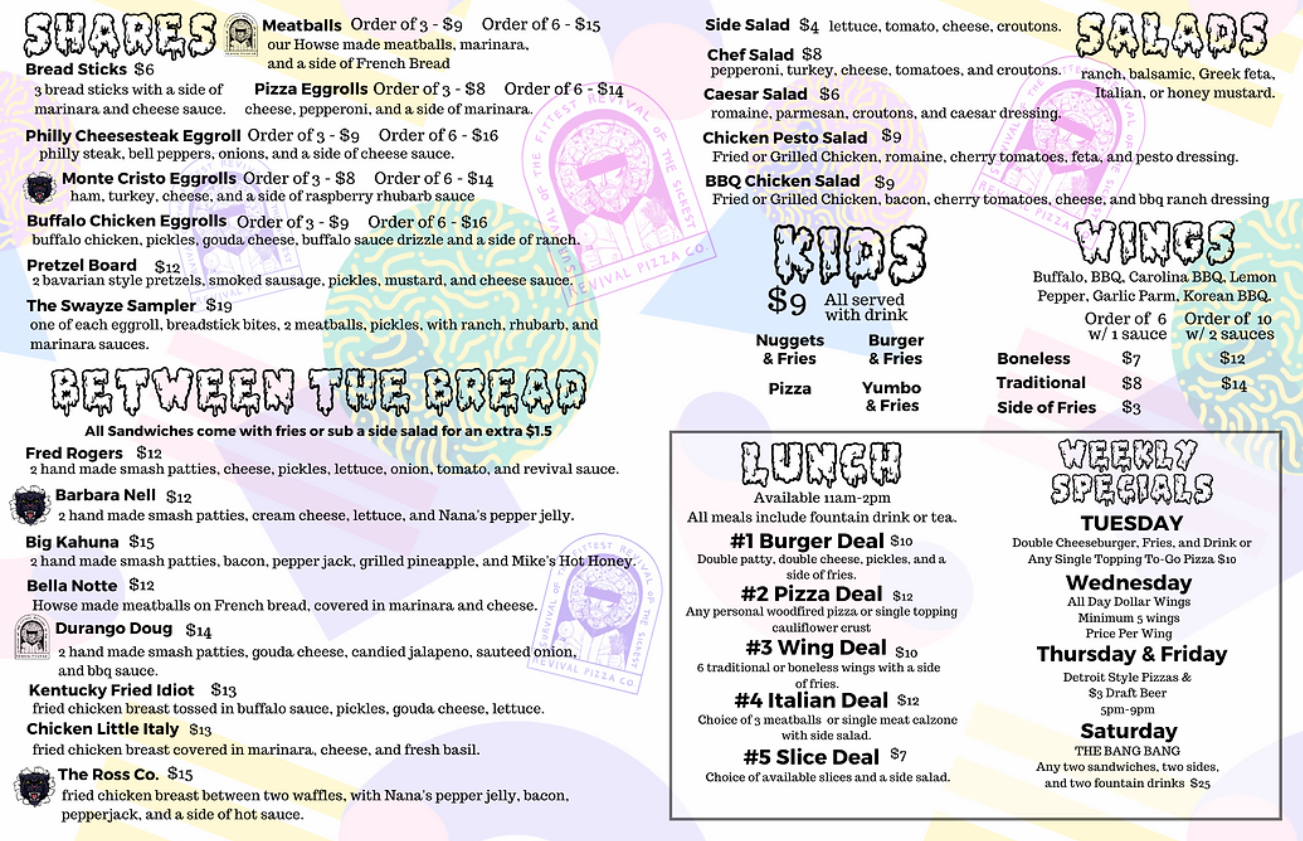 SHARES
Meatballs Order of 3 - $9 Order of 6 - $15
our Howse made meatballs, marinara,
and a side of French Bread
Bread Sticks $6
3 bread sticks with a side of
marinara and cheese sauce.
Pizza Eggrolls Order of 3 - $8 Order of 6 - $14
cheese, pepperoni, and a side of marinara.
Philly Cheesesteak Eggroll Order of 3 - $9 Order of 6 - $16
philly steak, bell peppers, onions, and a side of cheese sauce.
Monte Cristo Eggrolls Order of 3 - $8 Order of 6 - $14
ham, turkey, cheese, and a side of raspberry rhubarb sauce
Buffalo Chicken Eggrolls Order of 3 - $9 Order of 6 - $16
buffalo chicken, pickles, gouda cheese, buffalo sauce drizzle and a side of ranch.
Pretzel Board $12
2 bavarian style pretzels, smoked sausage, pickles, mustard, and cheese sauce.
The Swayze Sampler $19
one of each eggroll, breadstick bites, 2 meatballs, pickles, with ranch, rhubarb, and
marinara sauces.
BETWEEN THE BREAD
All Sandwiches come with fries or sub a side salad for an extra $1.5
Fred Rogers $12
2 hand made smash patties, cheese, pickles, lettuce, onion, tomato, and revival sauce.
Barbara Nell $12
2 hand made smash patties, cream cheese, lettuce, and Nana's pepper jelly.
Big Kahuna $15
2 hand made smash patties, bacon, pepper jack, grilled pineapple, and Mike's Hot Honey.
Bella Notte $12
Howse made meatballs on French bread, covered in marinara and cheese.
Durango Doug $14
2 hand made smash patties, gouda cheese, candied jalapeno, sauteed onion,
and bbq sauce.
Kentucky Fried Idiot $13
fried chicken breast tossed in buffalo sauce, pickles, gouda cheese, lettuce.
Chicken Little Italy $13
fried chicken breast covered in marinara, cheese, and fresh basil.
The Ross Co. $15
fried chicken breast between two waffles, with Nana's pepper jelly, bacon,
pepperjack, and a side of hot sauce.
SALADS
ranch, balsamic, Greek feta,
Italian, or honey mustard.
Side Salad $4 lettuce, tomato, cheese, croutons.
Chef Salad $8
pepperoni, turkey, cheese, tomatoes, and croutons.
Caesar Salad $6
romaine, parmesan, croutons, and caesar dressing.
Chicken Pesto Salad $9
Fried or Grilled Chicken, romaine, cherry tomatoes, feta, and pesto dressing.
BBQ Chicken Salad $9
Fried or Grilled Chicken, bacon, cherry tomatoes, cheese, and bbq ranch dressing
KIDS
$9 All served
with drink
Nuggets
& Fries
Burger
& Fries
Pizza
Yumbo
& Fries
WINGS
Buffalo, BBQ, Carolina BBQ, Lemon
Pepper, Garlic Parm, Korean BBQ.
Order of 6 Order of 10
w/ 1 sauce w/ 2 sauces
Boneless $7 $12
Traditional $8 $14
Side of Fries $3
LUNCH
Available 11am-2pm
All meals include fountain drink or tea.
#1 Burger Deal $10
Double patty, double cheese, pickles, and a
side of fries.
#2 Pizza Deal $12
Any personal woodfired pizza or single topping
cauliflower crust
#3 Wing Deal $10
6 traditional or boneless wings with a side
of fries.
#4 Italian Deal $12
Choice of 3 meatballs or single meat calzone
with side salad.
#5 Slice Deal $7
Choice of available slices and a side salad.
WEEKLY
SPECIALS
TUESDAY
Double Cheeseburger, Fries, and Drink or
Any Single Topping To-Go Pizza $10
Wednesday
All Day Dollar Wings
Minimum 5 wings
Price Per Wing
Thursday & Friday
Detroit Style Pizzas &
$3 Draft Beer
5pm-9pm
Saturday
THE BANG BANG
Any two sandwiches, two sides,
and two fountain drinks $25
SURVIVAL OF THE FITTEST REVIVAL OF THE SICKEST
REVIVAL PIZZA CO.
SURVIVAL OF THE FITTEST REVIVAL OF THE SICKEST
REVIVAL PIZZA CO.
REVIVAL PIZZA CO.